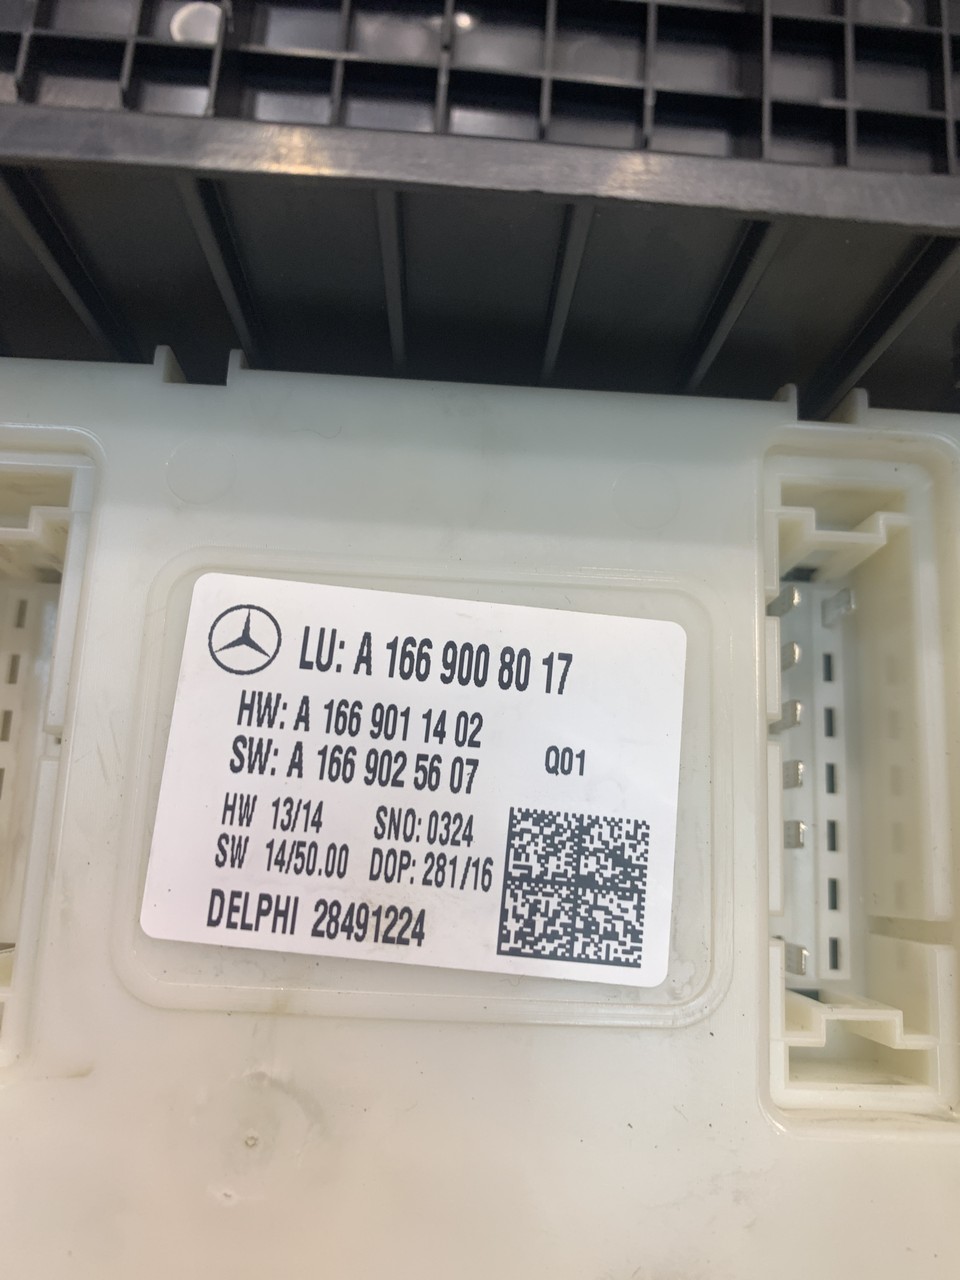 LU: A 166 900 80 17
HW: A 166 901 14 02
SW: A 166 902 56 07
Q01
HW 13/14 SNO: 0324
SW 14/50.00 DOP: 281/16
DELPHI 28491224